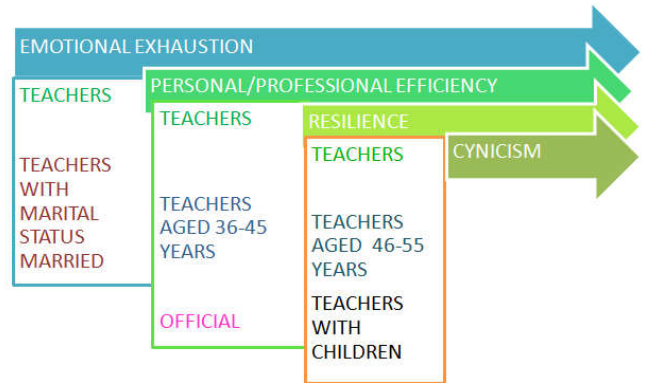 EMOTIONAL EXHAUSTION
TEACHERS
TEACHERS
WITH
MARITAL
STATUS
MARRIED
PERSONAL/PROFESSIONAL EFFICIENCY
TEACHERS
TEACHERS
AGED 36-45
YEARS
OFFICIAL
RESILIENCE
TEACHERS
TEACHERS
AGED 46-55
YEARS
TEACHERS
WITH
CHILDREN
CYNICISM